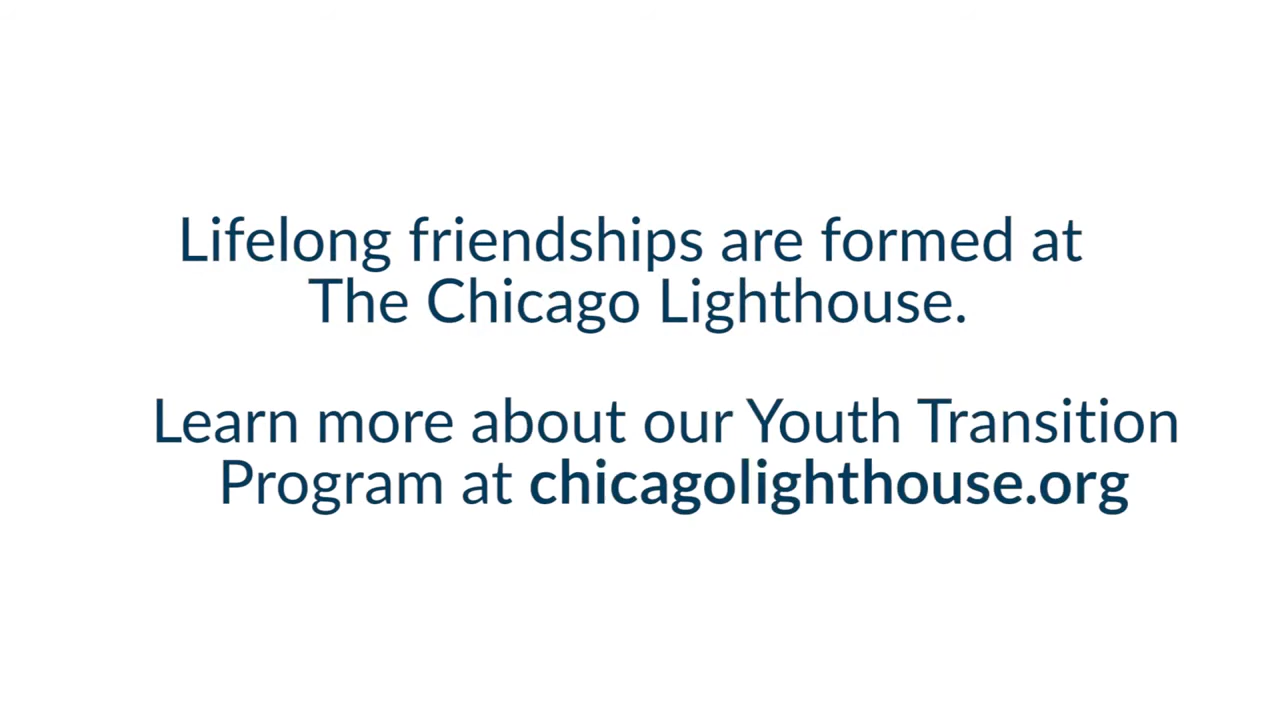 Lifelong friendships are formed at
The Chicago Lighthouse.
Learn more about our Youth Transition
Program at chicagolighthouse.org